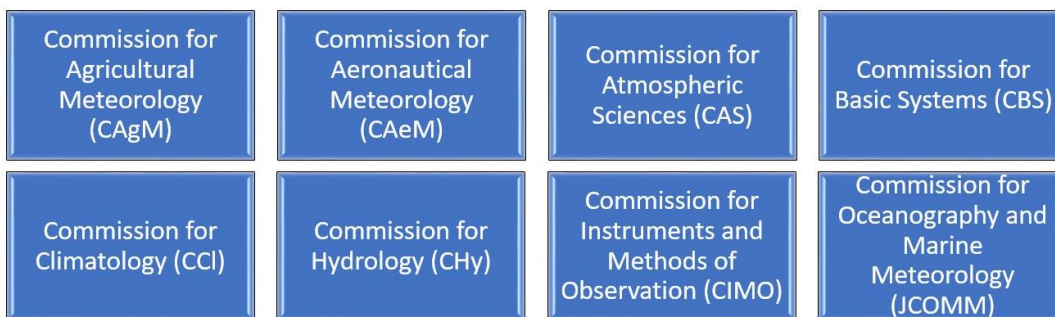 Commission for
Agricultural
Meteorology
(CAgM)
Commission for
Aeronautical
Meteorology
(CAeM)
Commission for
Atmospheric
Sciences (CAS)
Commission for
Basic Systems (CBS)
Commission for
Climatology (CCl)
Commission for
Hydrology (CHy)
Commission for
Instruments and
Methods of
Observation (CIMO)
Commission for
Oceanography and
Marine
Meteorology
(JCOMM)